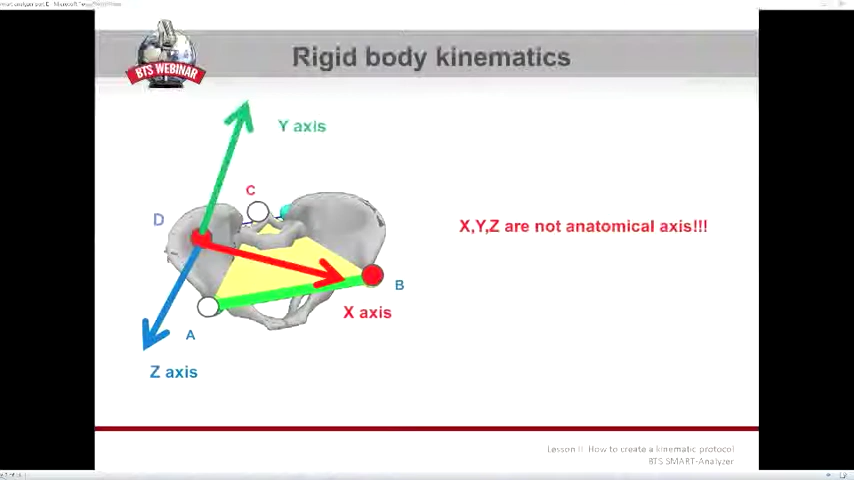 BTS WEBINAR
Rigid body kinematics
Y axis
C
D
X,Y,Z are not anatomical axis!!!
B
X axis
A
Z axis
Lesson II How to create a kinematic protocol
BTS SMART-Analyzer